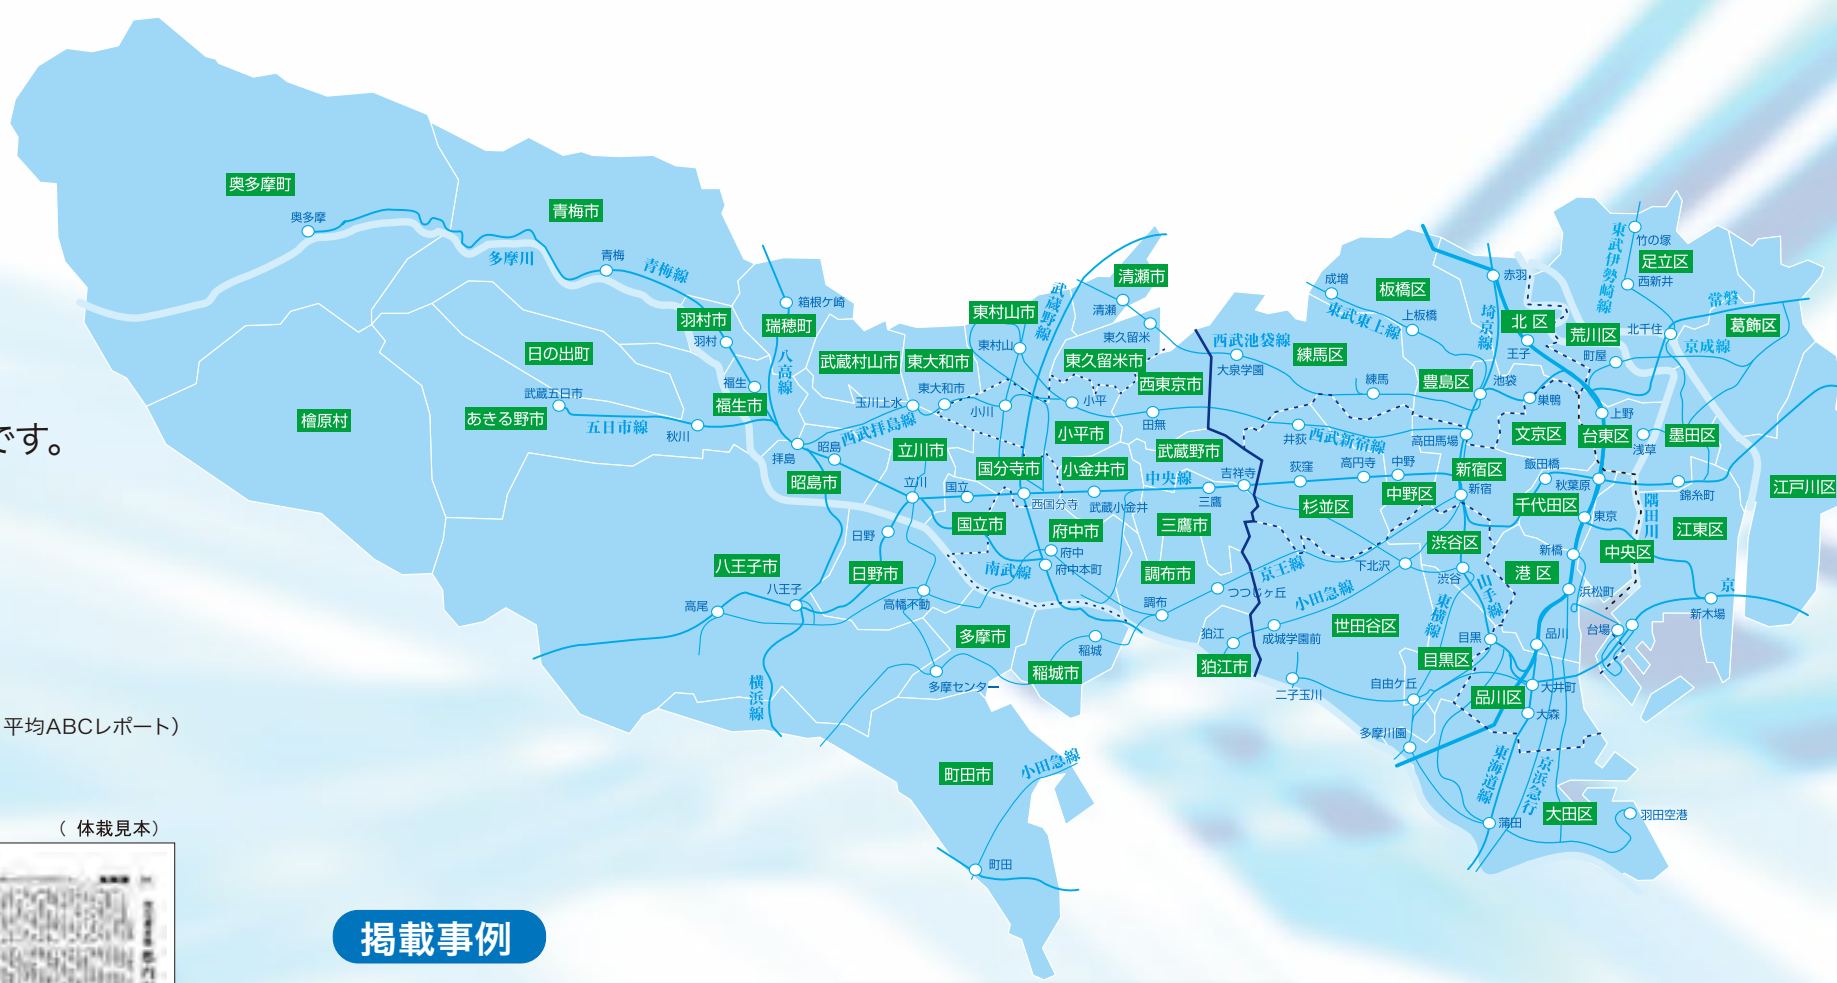 奥多摩町
奥多摩
青梅市
多摩川
青梅
青梅線
羽村市
羽村
箱根ケ崎
瑞穂町
八高線
日の出町
武蔵五日市
あきる野市
五日市線
秋川
檜原村
福生
福生市
武蔵村山市
東大和市
東大和市
玉川上水
西武拝島線
拝島
昭島
昭島市
立川市
立川
国立
国立市
東村山市
東村山
武蔵野線
小川
清瀬市
清瀬
東久留米
東久留米市
西東京市
小平
小平市
田無
国分寺市
西国分寺
小金井市
武蔵小金井
中央線
武蔵野市
吉祥寺
三鷹
三鷹市
府中市
府中
府中本町
南武線
調布市
調布
つつじヶ丘
京王線
小田急線
八王子市
八王子
高尾
日野
日野市
高幡不動
多摩市
多摩センター
稲城市
稲城
狛江
狛江市
成城学園前
横浜線
町田市
小田急線
町田
西武池袋線
大泉学園
練馬区
練馬
成増
東武東上線
上板橋
板橋区
埼京線
赤羽
北区
王子
豊島区
池袋
巣鴨
井荻
西武新宿線
高田馬場
荻窪
高円寺
中野
中野区
杉並区
新宿区
新宿
文京区
飯田橋
秋葉原
千代田区
東京
台東区
上野
浅草
墨田区
錦糸町
隅田川
荒川区
町屋
北千住
京成線
常磐
葛飾区
足立区
竹の塚
西新井
東武伊勢崎線
江戸川区
江東区
中央区
新橋
港区
浜松町
渋谷区
渋谷
山手線
下北沢
東横線
世田谷区
目黒
目黒区
品川
品川区
大井町
大森
台場
新木場
京
二子玉川
自由ケ丘
多摩川園
東海道線
京浜急行
蒲田
大田区
羽田空港
です。
平均ABCレポート）
（ 体裁見本）
掲載事例